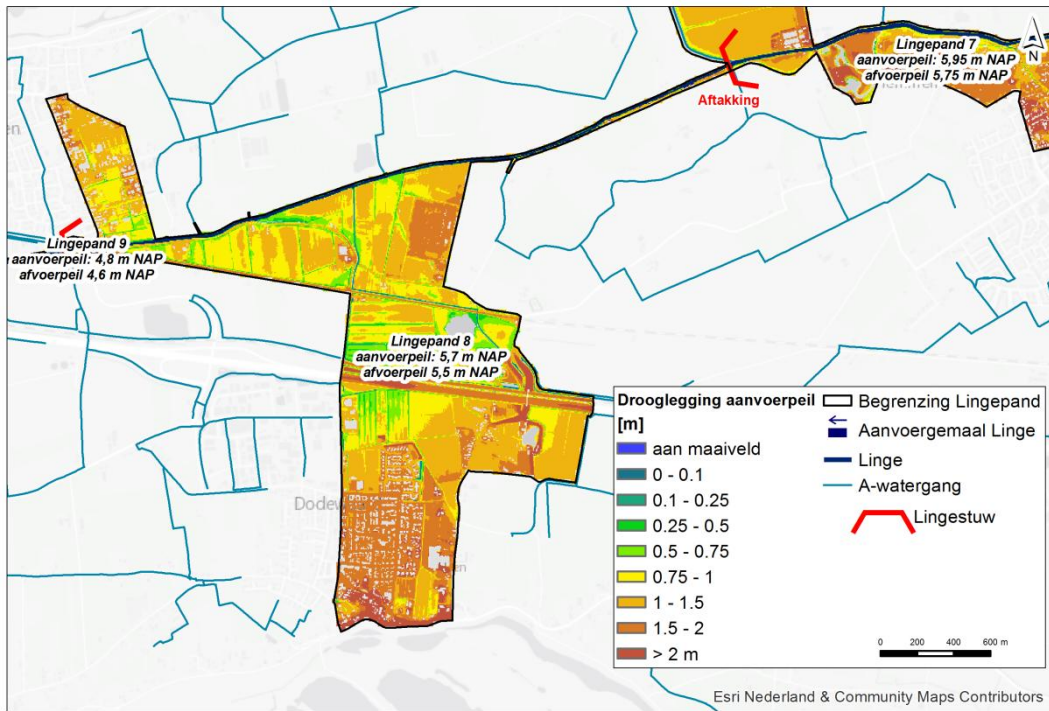 Lingepand 7
aanvoerpeil: 5,95 m NAP
afvoerpeil 5,75 m NAP
N
Aftakking
Lingepand 9
aanvoerpeil: 4,8 m NAP
afvoerpeil 4,6 m NAP
Lingepand 8
aanvoerpeil: 5,7 m NAP
afvoerpeil 5,5 m NAP
Drooglegging aanvoerpeil
[m]
aan maaiveld
0 - 0.1
0.1 - 0.25
0.25 - 0.5
0.5 - 0.75
0.75 - 1
1 - 1.5
1.5 - 2
> 2 m
Begrenzing Lingepand
Aanvoergemaal Linge
Linge
A-watergang
Lingestuw
0 200 400 600 m
Esri Nederland & Community Maps Contributors